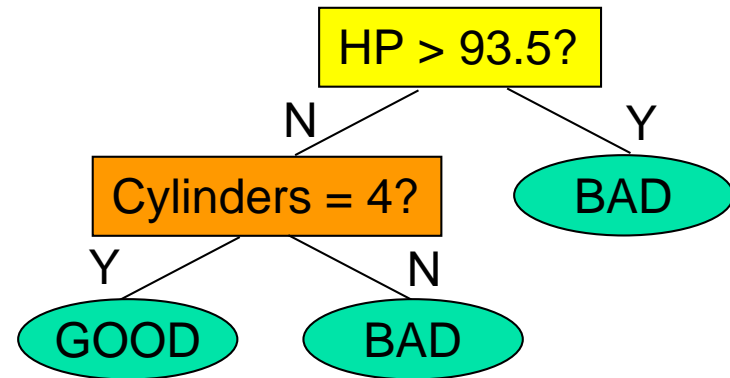 HP > 93.5?
N
Y
Cylinders = 4?
BAD
Y
N
GOOD
BAD